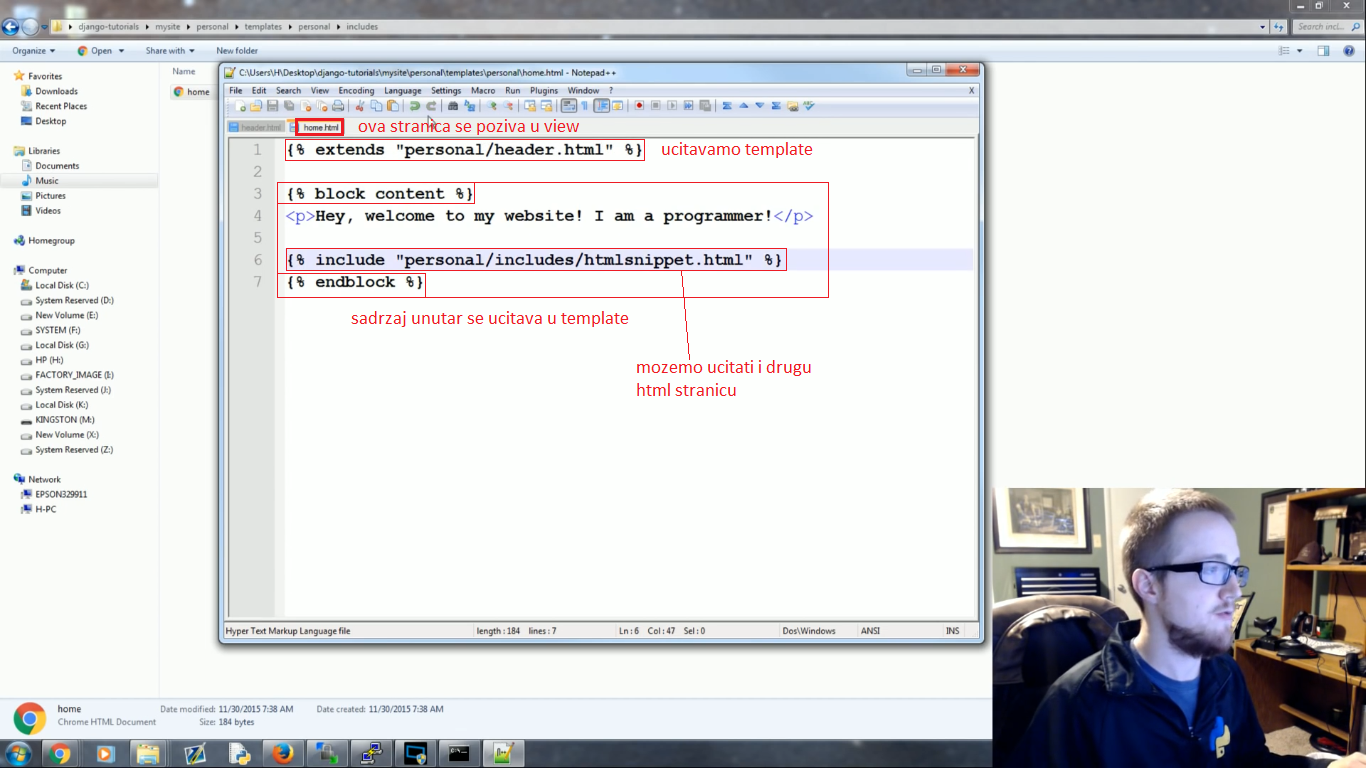 django-tutorials ▸ mysite ▸ personal ▸ templates ▸ personal ▸ includes
Search incl...
Organize Open Share with New folder
Favorites
Downloads
Recent Places
Desktop
Libraries
Documents
Music
Pictures
Videos
Homegroup
Computer
Local Disk (C:)
System Reserved (D:)
New Volume (E:)
SYSTEM (F:)
Local Disk (G:)
HP (H:)
FACTORY_IMAGE (I:)
System Reserved (J:)
Local Disk (K:)
KINGSTON (M:)
New Volume (X:)
System Reserved (Z:)
Network
EPSON329911
H-PC
Name
home
C:\Users\H\Desktop\django-tutorials\mysite\personal\templates\personal\home.html - Notepad++
File Edit Search View Encoding Language Settings Macro Run Plugins Window ? X
header.html home.html ova stranica se poziva u view
1 {% extends "personal/header.html" %} ucitavamo template
2
3 {% block content %}
4 <p>Hey, welcome to my website! I am a programmer!</p>
5
6 {% include "personal/includes/htmlsnippet.html" %}
7 {% endblock %}
sadrzaj unutar se ucitava u template
mozemo ucitati i drugu
html stranicu
Hyper Text Markup Language file length : 184 lines : 7 Ln : 6 Col : 47 Sel : 0 Dos\Windows ANSI INS
home Date modified: 11/30/2015 7:38 AM Date created: 11/30/2015 7:38 AM
Chrome HTML Document Size: 184 bytes